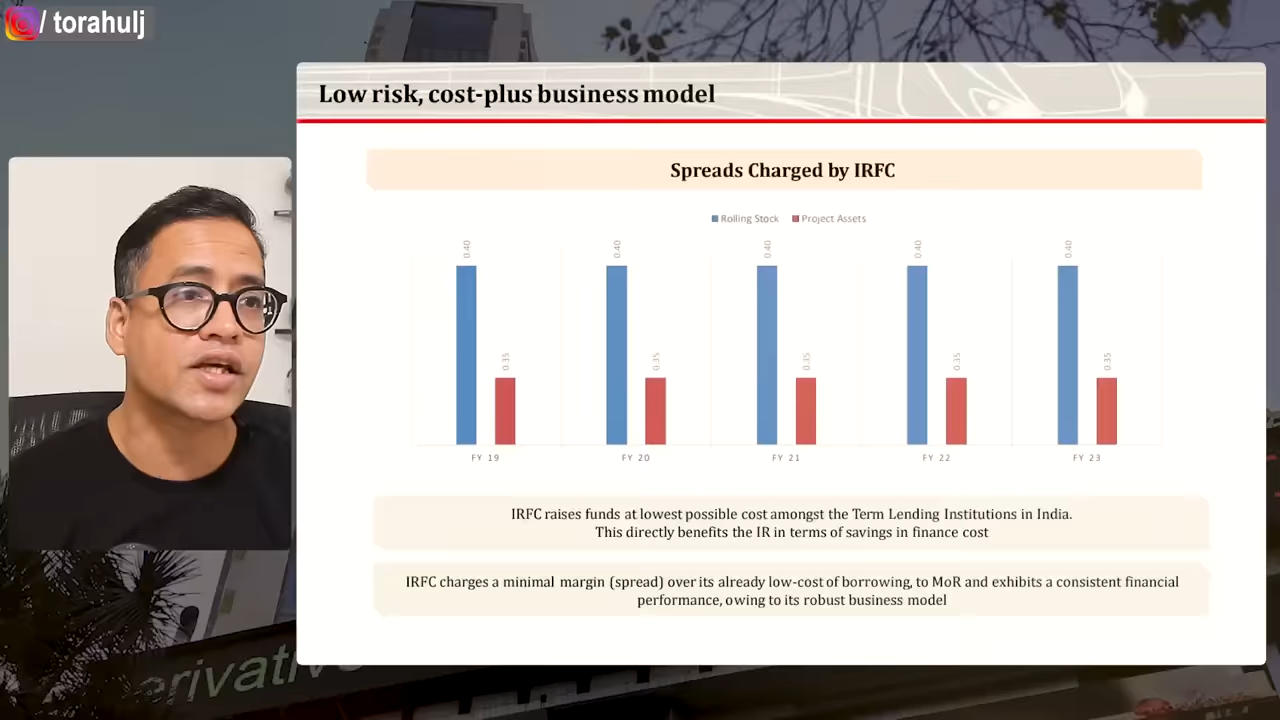 / torahulj
Low risk, cost-plus business model
Spreads Charged by IRFC
Rolling Stock Project Assets
0.40 0.35 0.40 0.35 0.40 0.35 0.40 0.35 0.40 0.35
FY 19 FY 20 FY 21 FY 22 FY 23
IRFC raises funds at lowest possible cost amongst the Term Lending Institutions in India.
This directly benefits the IR in terms of savings in finance cost
IRFC charges a minimal margin (spread) over its already low-cost of borrowing, to MoR and exhibits a consistent financial
performance, owing to its robust business model